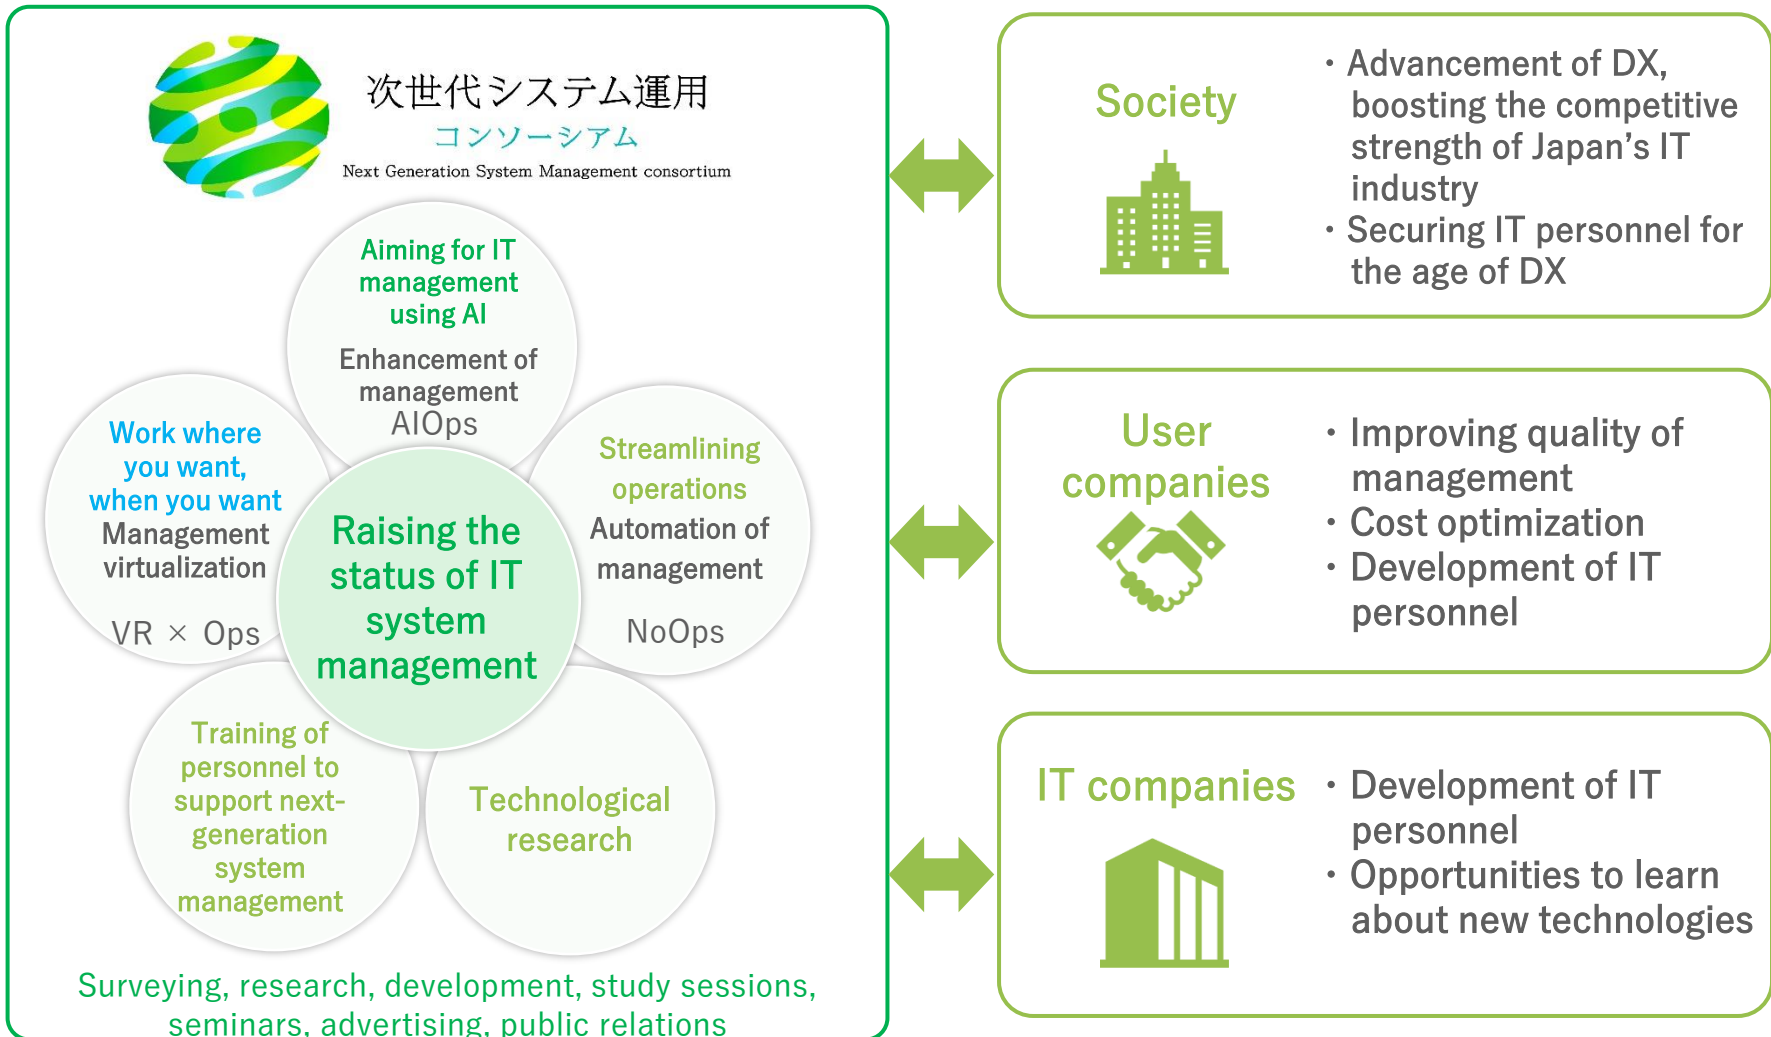 次世代システム運用
コンソーシアム
Next Generation System Management consortium
Aiming for IT
management
using AI
Enhancement of
management
AIOps
Work where
you want,
when you want
Management
virtualization
VR × Ops
Streamlining
operations
Automation of
management
NoOps
Raising the
status of IT
system
management
Training of
personnel to
support next-
generation
system
management
Technological
research
Surveying, research, development, study sessions,
seminars, advertising, public relations
Society
・Advancement of DX,
boosting the competitive
strength of Japan’s IT
industry
・Securing IT personnel for
the age of DX
User
companies
・Improving quality of
management
・Cost optimization
・Development of IT
personnel
IT companies
・Development of IT
personnel
・Opportunities to learn
about new technologies